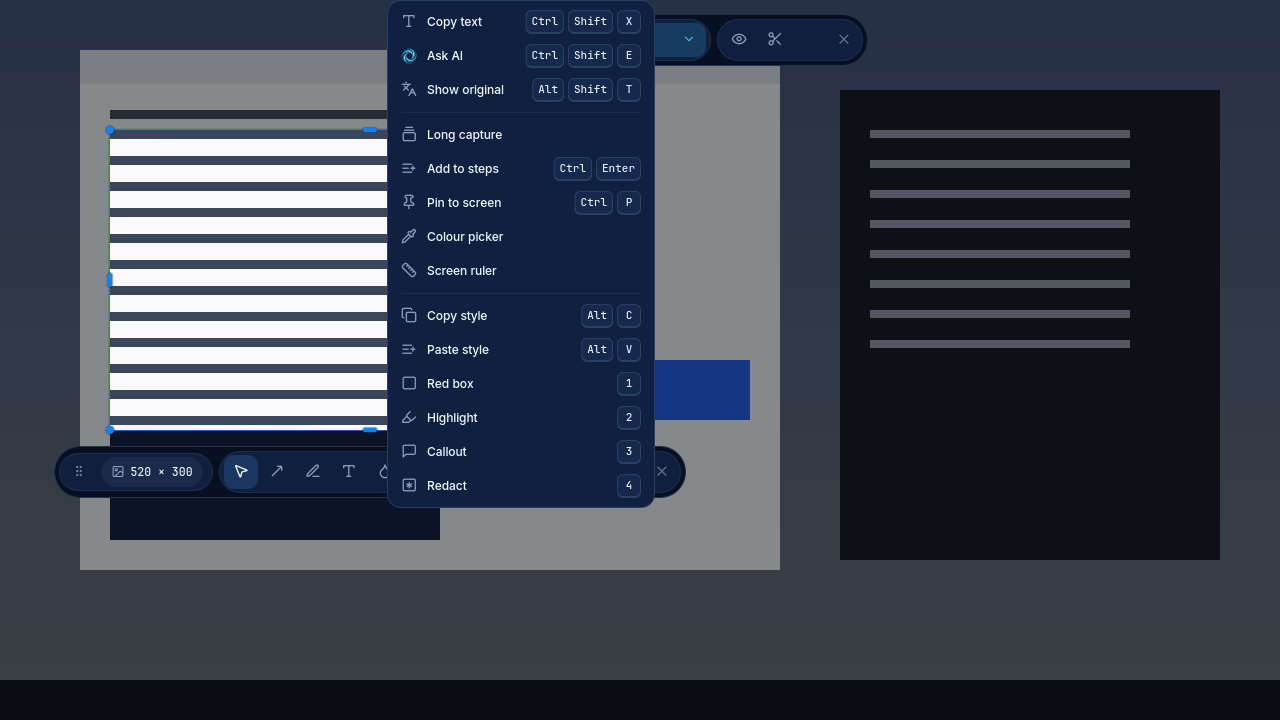 Copy text Ctrl Shift X
Ask AI Ctrl Shift E
Show original Alt Shift T
Long capture
Add to steps Ctrl Enter
Pin to screen Ctrl P
Colour picker
Screen ruler
Copy style Alt C
Paste style Alt V
Red box 1
Highlight 2
Callout 3
Redact 4
520 × 300